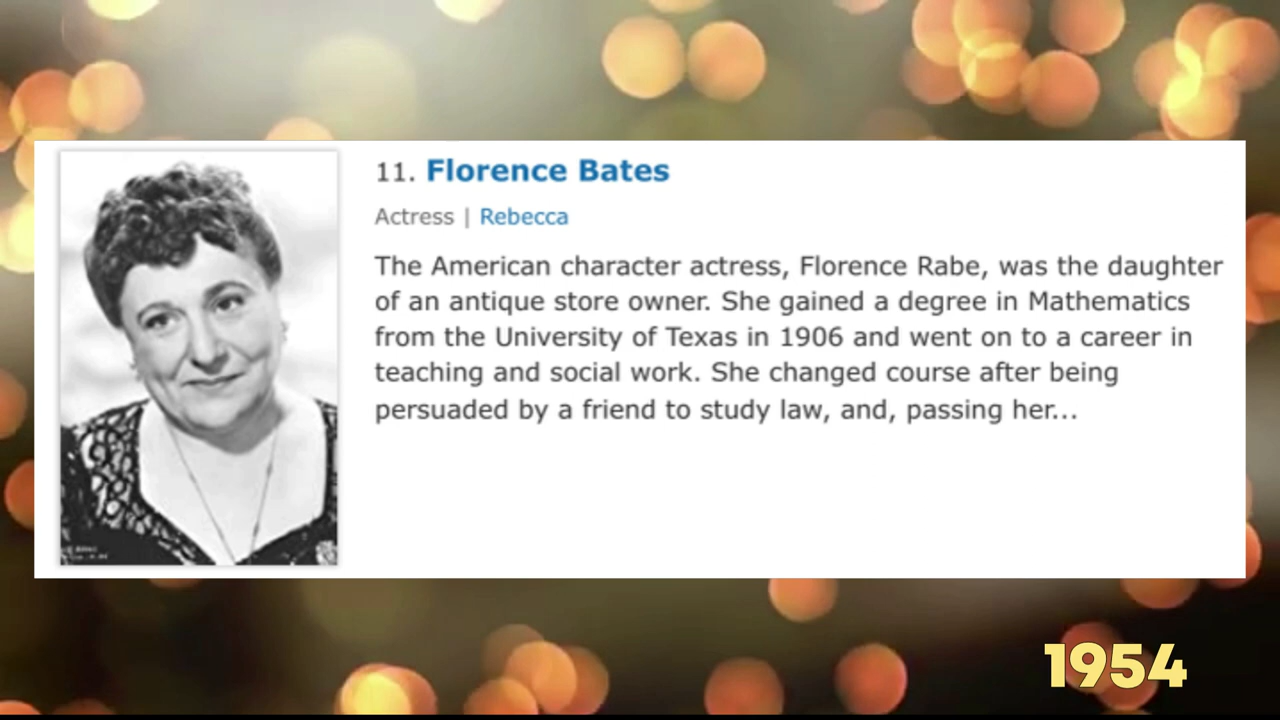 11. Florence Bates
Actress | Rebecca
The American character actress, Florence Rabe, was the daughter
of an antique store owner. She gained a degree in Mathematics
from the University of Texas in 1906 and went on to a career in
teaching and social work. She changed course after being
persuaded by a friend to study law, and, passing her...
1954